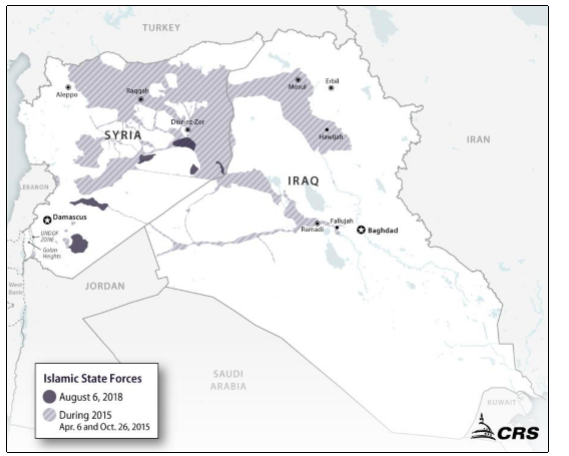 TURKEY
Aleppo
Raqqah
Mosul
Erbil
Deir-ez-Zor
SYRIA
Hawijah
IRAN
IRAQ
LEBANON
Damascus
Fallujah
Ramadi
Baghdad
UNDOF
ZONE
Golan
Heights
West
Bank
JORDAN
SAUDI
ARABIA
KUWAIT
Islamic State Forces
August 6, 2018
During 2015
Apr. 6 and Oct. 26, 2015
CRS